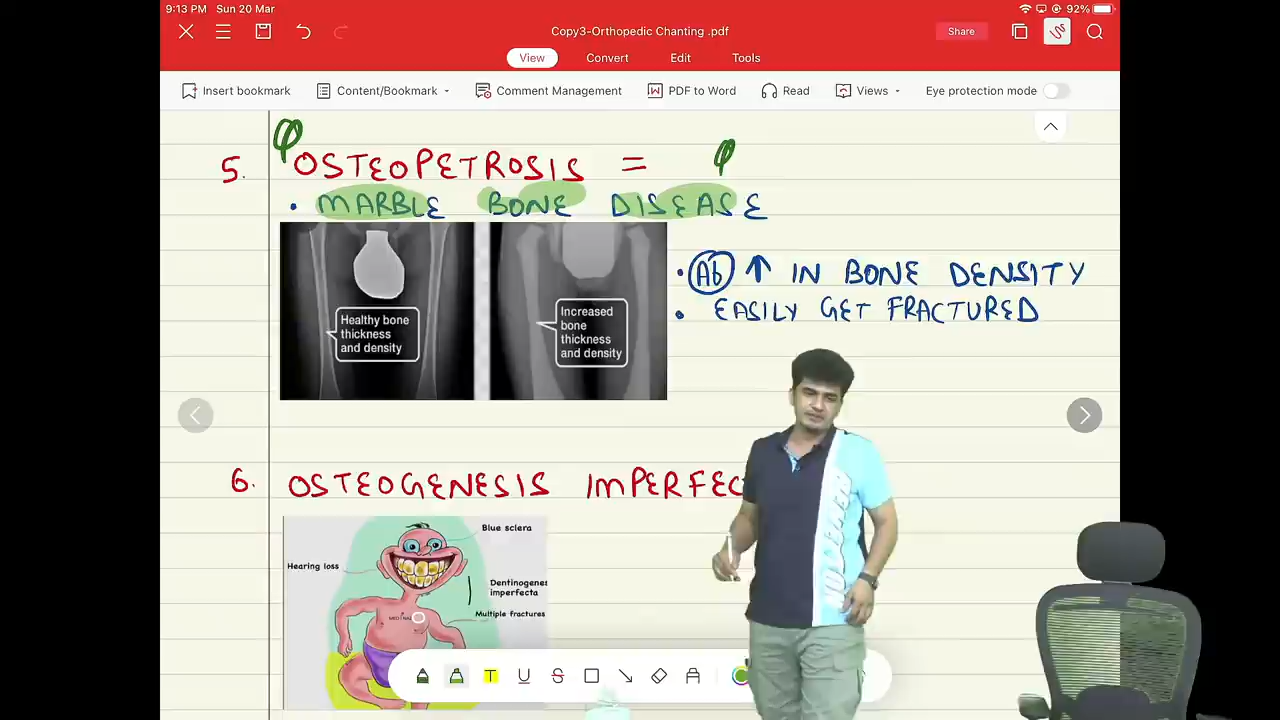 9:13 PM Sun 20 Mar 92%
Copy3-Orthopedic Chanting .pdf
Share
View Convert Edit Tools
Insert bookmark Content/Bookmark Comment Management PDF to Word Read Views Eye protection mode
φ φ
5. OSTEOPETROSIS =
• MARBLE BONE DISEASE
Healthy bone
thickness
and density
Increased
bone
thickness
and density
• Ab ↑ IN BONE DENSITY
• EASILY GET FRACTURED
6. OSTEOGENESIS IMPERFEC
Blue sclera
Hearing loss
Dentinogenes
imperfecta
Multiple fractures
T U S